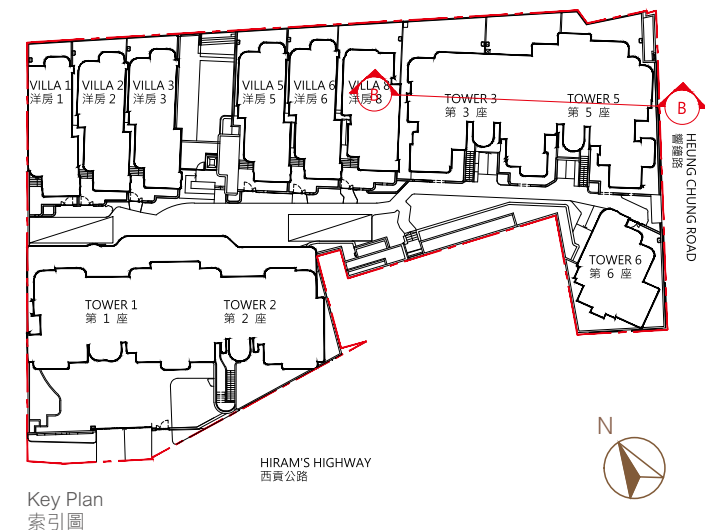 VILLA 1
洋房 1
VILLA 2
洋房 2
VILLA 3
洋房 3
VILLA 5
洋房 5
VILLA 6
洋房 6
VILLA 8
洋房 8
B
TOWER 3
第 3 座
TOWER 5
第 5 座
B
HEUNG CHUNG ROAD
響鐘路
TOWER 6
第 6 座
TOWER 1
第 1 座
TOWER 2
第 2 座
HIRAM'S HIGHWAY
西貢公路
N
Key Plan
索引圖